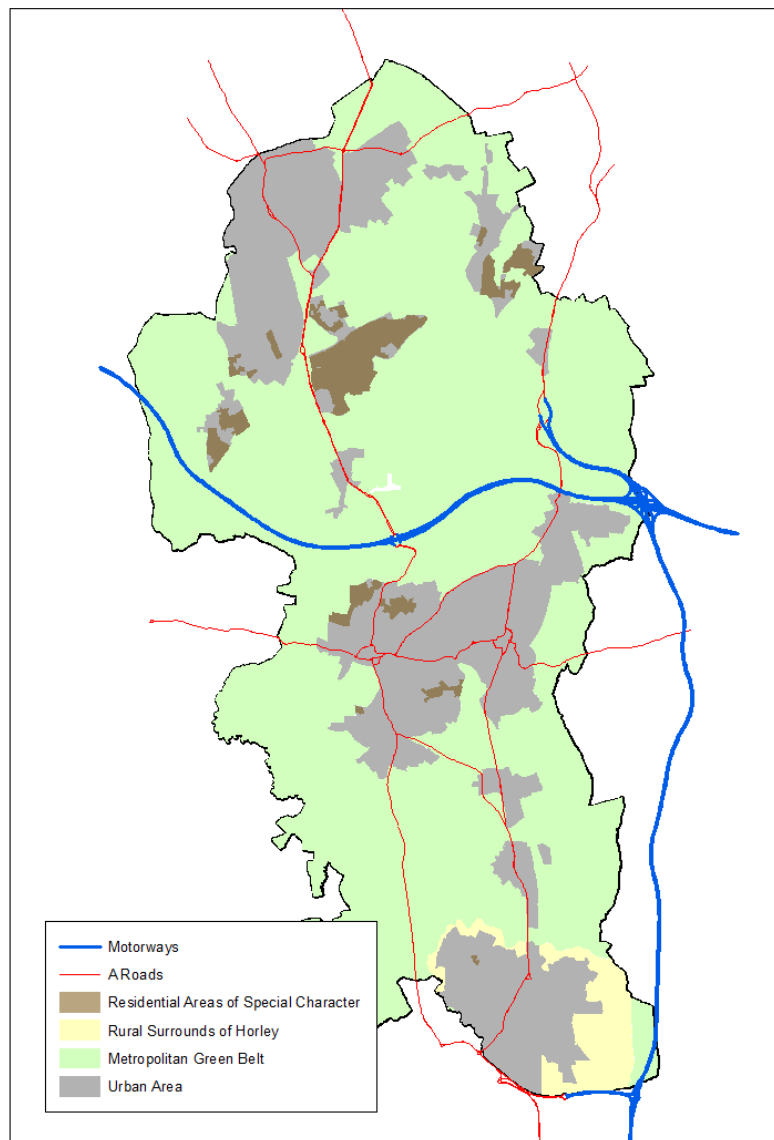 Motorways
A Roads
Residential Areas of Special Character
Rural Surrounds of Horley
Metropolitan Green Belt
Urban Area